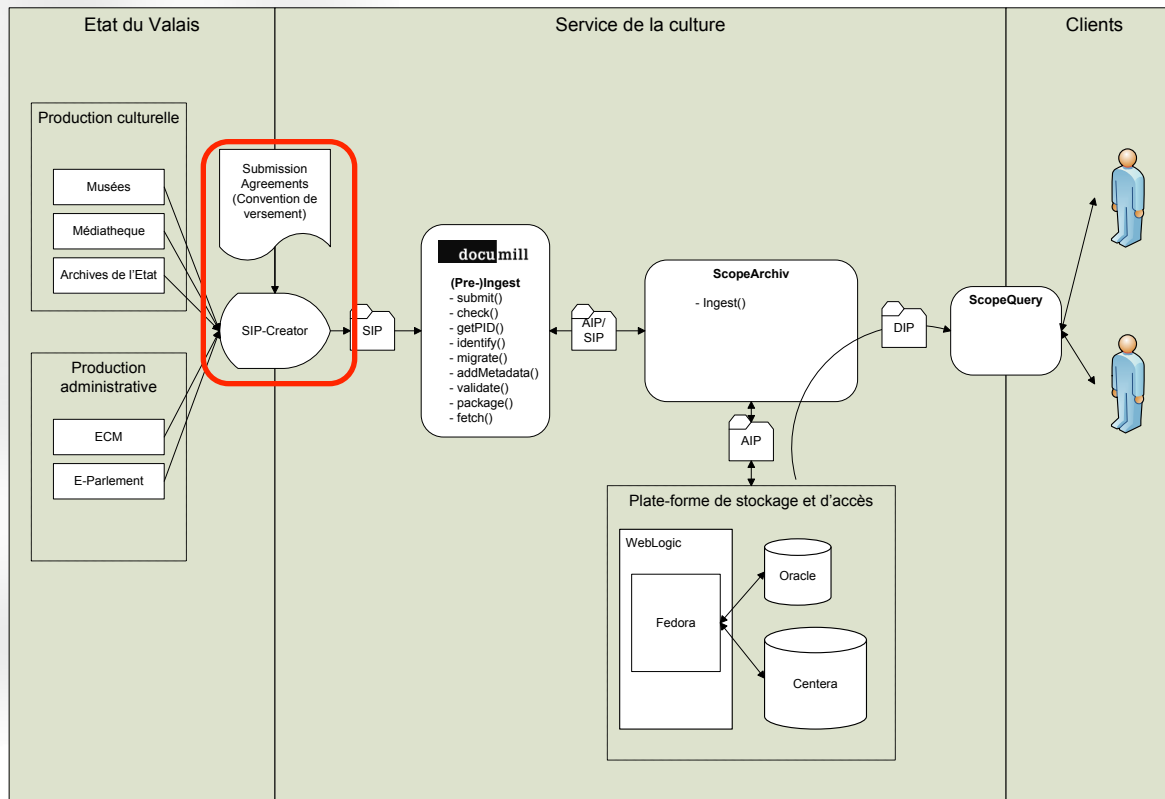 Etat du Valais
Service de la culture
Clients
Production culturelle
Musées
Médiatheque
Archives de l'Etat
Production
administrative
ECM
E-Parlement
Submission
Agreements
(Convention de
versement)
SIP-Creator
SIP
documill
(Pre-)Ingest
- submit()
- check()
- getPID()
- identify()
- migrate()
- addMetadata()
- validate()
- package()
- fetch()
AIP/
SIP
ScopeArchiv
- Ingest()
DIP
ScopeQuery
AIP
Plate-forme de stockage et d'accès
WebLogic
Fedora
Oracle
Centera